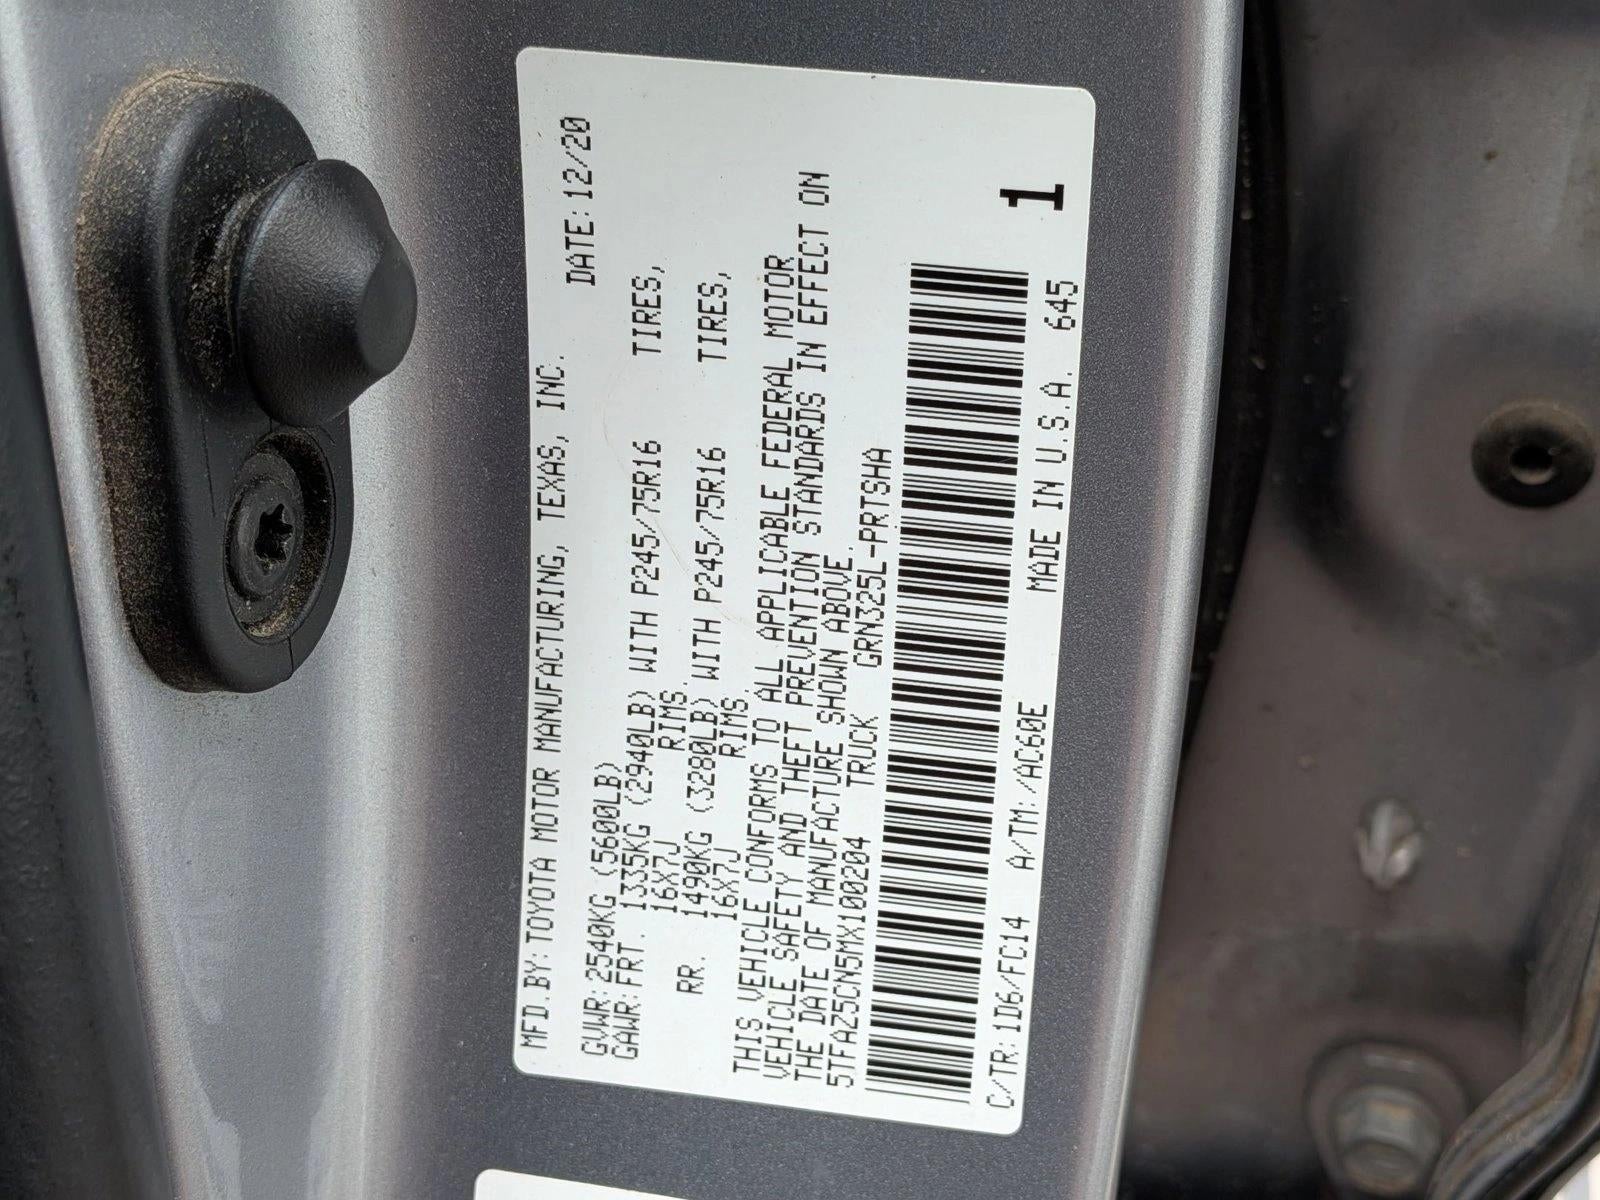 MFD.BY:TOYOTA MOTOR MANUFACTURING, TEXAS, INC. DATE:12/20
GVWR:2540KG (5600LB)
GAWR:FRT. 1335KG (2940LB) WITH P245/75R16 TIRES,
16X7J RIMS.
RR. 1490KG (3280LB) WITH P245/75R16 TIRES,
16X7J RIMS.
THIS VEHICLE CONFORMS TO ALL APPLICABLE FEDERAL MOTOR
VEHICLE SAFETY AND THEFT PREVENTION STANDARDS IN EFFECT ON
THE DATE OF MANUFACTURE SHOWN ABOVE.
5TFAZ5CN5MX100204 TRUCK GRN325L-PRTSHA
1
C/TR:1D6/FC14 A/TM:/AC60E MADE IN U.S.A. 645